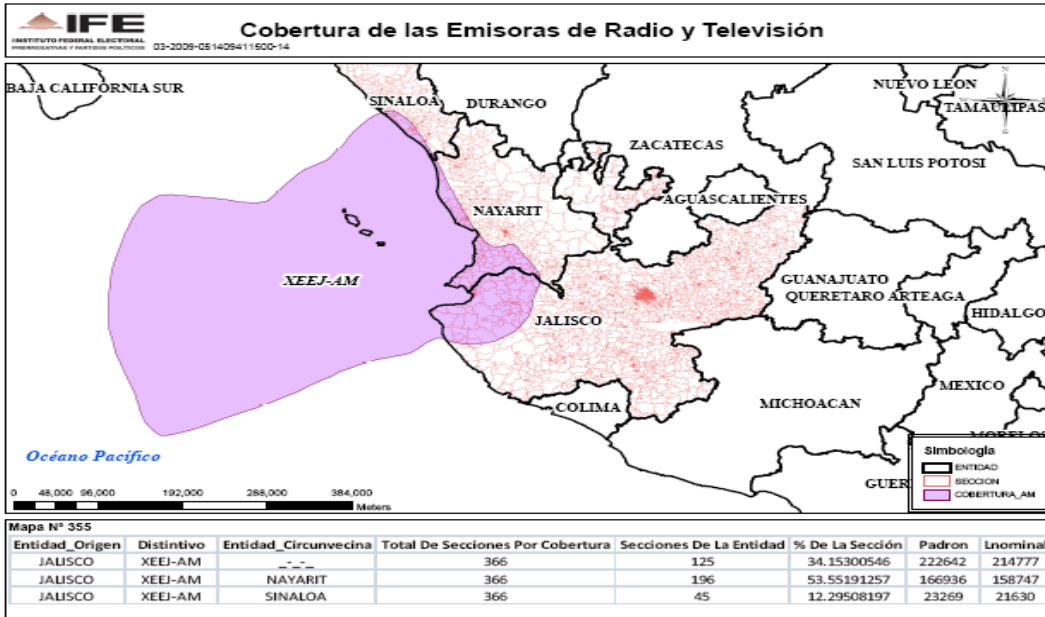 IFE
INSTITUTO FEDERAL ELECTORAL
PRERROGATIVAS Y PARTIDOS POLÍTICOS
03-2009-051409411500-14
Cobertura de las Emisoras de Radio y Televisión
BAJA CALIFORNIA SUR
SINALOA
DURANGO
NUEVO LEON
TAMAULIPAS
ZACATECAS
SAN LUIS POTOSI
AGUASCALIENTES
NAYARIT
XEEJ-AM
GUANAJUATO
QUERETARO ARTEAGA
HIDALGO
JALISCO
MEXICO
COLIMA
MICHOACAN
MORELOS
GUER
Océano Pacífico
Simbología
ENTIDAD
SECCION
COBERTURA_AM
0 48,000 96,000 192,000 288,000 384,000
Meters
Mapa N° 355
Entidad_Origen Distintivo Entidad_Circunvecina Total De Secciones Por Cobertura Secciones De La Entidad % De La Sección Padron Lnominal
JALISCO XEEJ-AM _-_- 366 125 34.15300546 222642 214777
JALISCO XEEJ-AM NAYARIT 366 196 53.55191257 166936 158747
JALISCO XEEJ-AM SINALOA 366 45 12.29508197 23269 21630